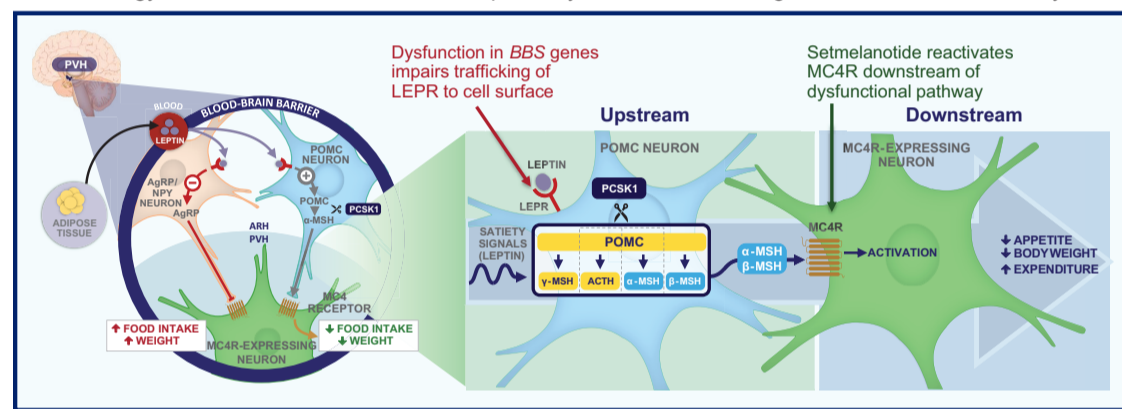 PVH
BLOOD
LEPTIN
BLOOD-BRAIN BARRIER
ADIPOSE
TISSUE
AgRP/
NPY
NEURON
AgRP
POMC
NEURON
POMC
α-MSH
PCSK1
ARH
PVH
MC4
RECEPTOR
↑ FOOD INTAKE
↑ WEIGHT
↓ FOOD INTAKE
↓ WEIGHT
MC4R-EXPRESSING
NEURON
Dysfunction in BBS genes
impairs trafficking of
LEPR to cell surface
Setmelanotide reactivates
MC4R downstream of
dysfunctional pathway
Upstream
POMC NEURON
LEPTIN
LEPR
PCSK1
SATIETY
SIGNALS
(LEPTIN)
POMC
γ-MSH
ACTH
α-MSH
β-MSH
α-MSH
β-MSH
Downstream
MC4R-EXPRESSING
NEURON
MC4R
ACTIVATION
↓ APPETITE
↓ BODYWEIGHT
↑ EXPENDITURE